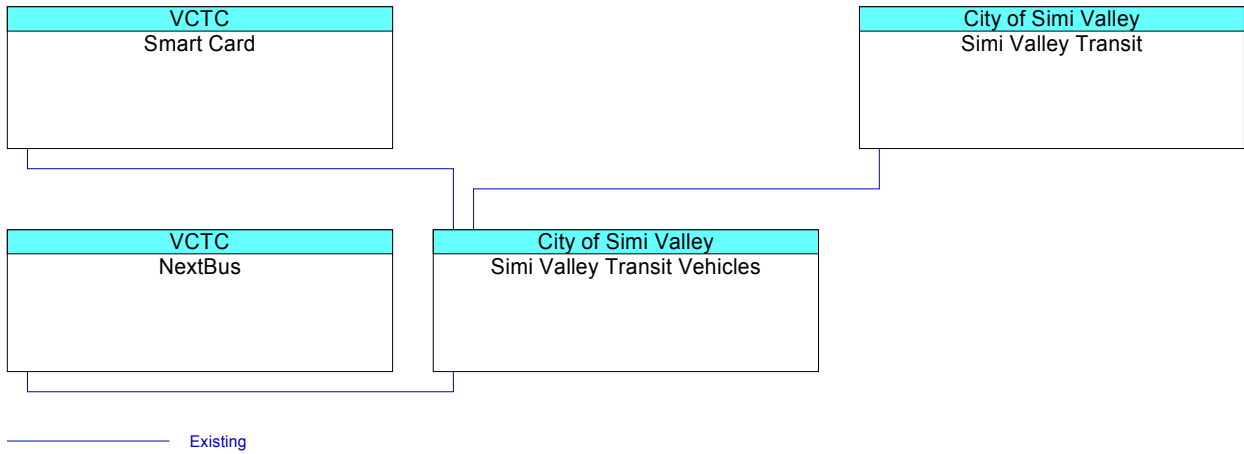 VCTC
Smart Card
City of Simi Valley
Simi Valley Transit
VCTC
NextBus
City of Simi Valley
Simi Valley Transit Vehicles
Existing